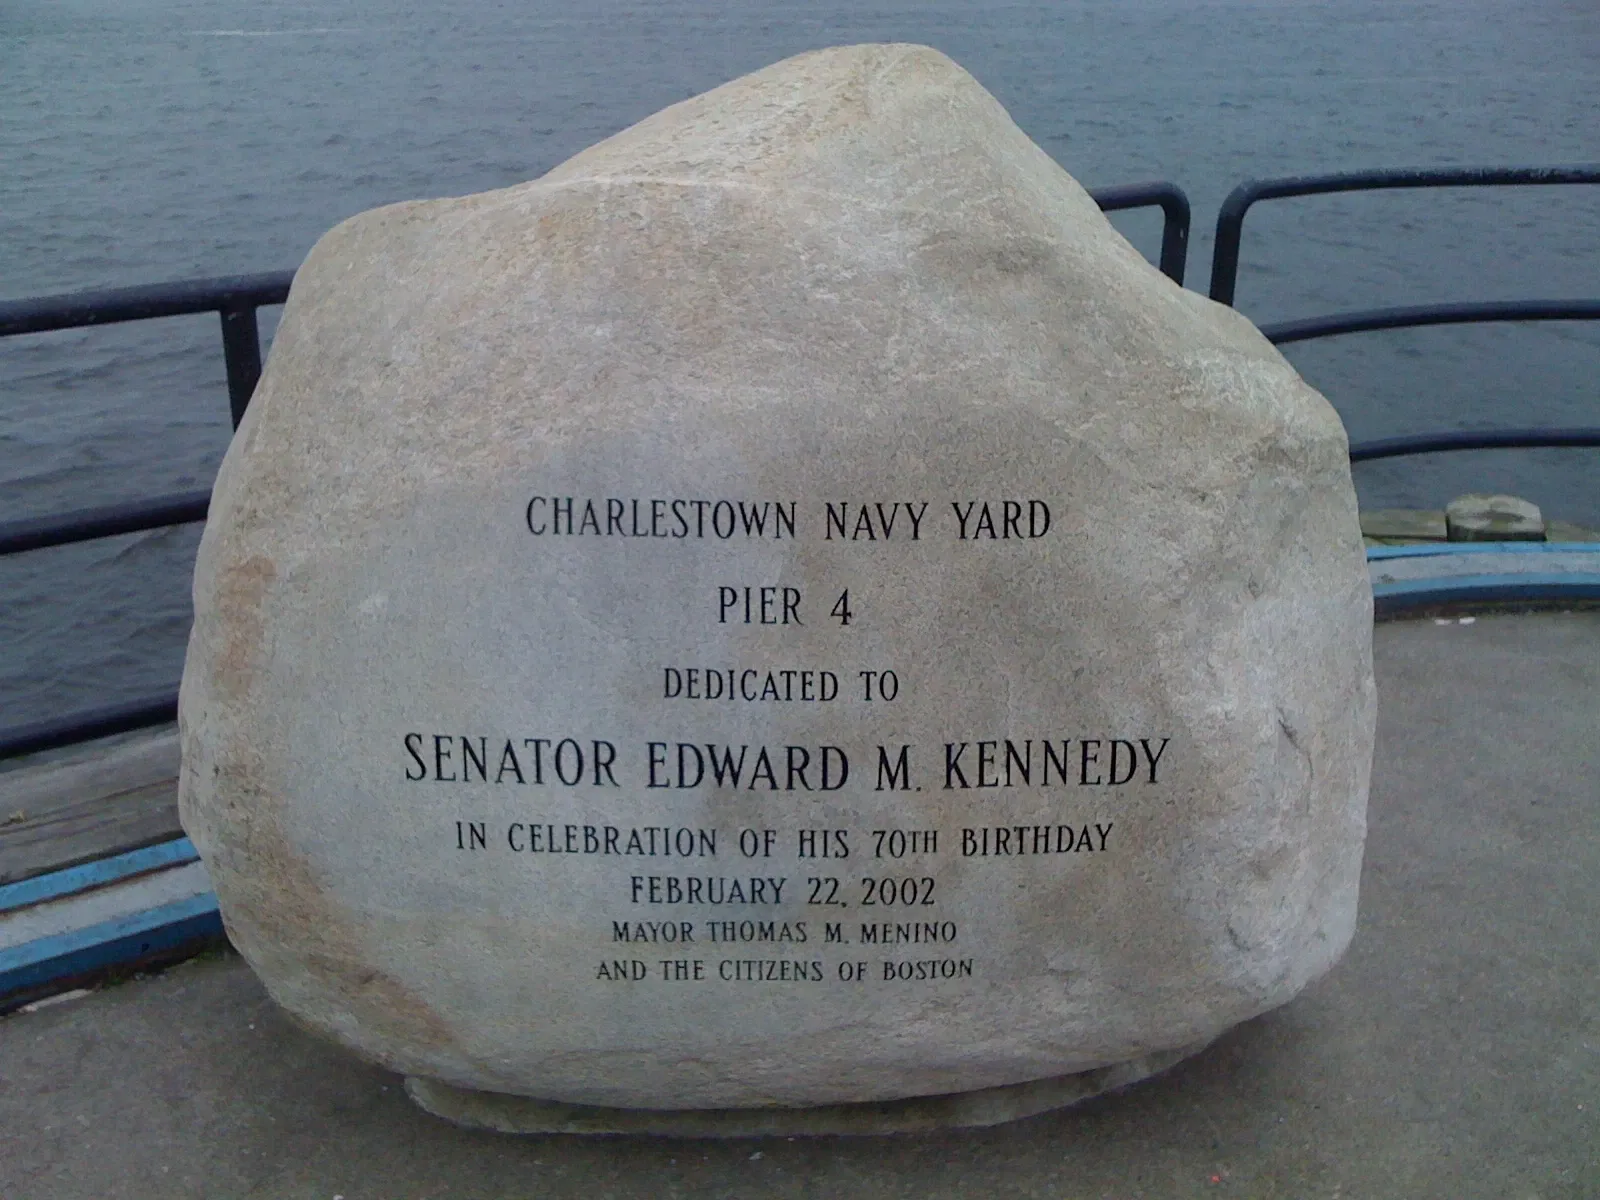 CHARLESTOWN NAVY YARD
PIER 4
DEDICATED TO
SENATOR EDWARD M. KENNEDY
IN CELEBRATION OF HIS 70TH BIRTHDAY
FEBRUARY 22, 2002
MAYOR THOMAS M. MENINO
AND THE CITIZENS OF BOSTON